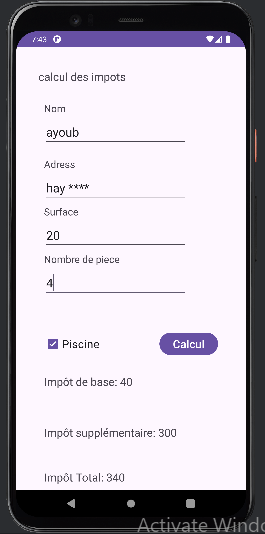 7:43
calcul des impots
Nom
ayoub
Adress
hay ****
Surface
20
Nombre de piece
4
Piscine
Calcul
Impôt de base: 40
Impôt supplémentaire: 300
Impôt Total: 340
Activate Windo